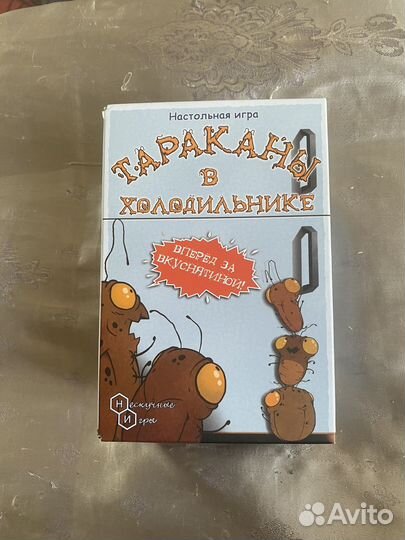 Настольная игра
ТАРАКАНЫ
В
ХОЛОДИЛЬНИКЕ
ВПЕРЕД ЗА
ВКУСНЯТИНОЙ!
Нескучные
Игры
Avito